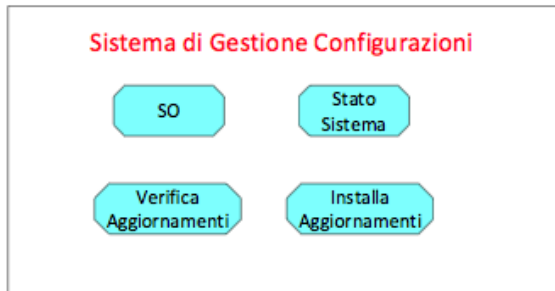 Sistema di Gestione Configurazioni
SO
Stato
Sistema
Verifica
Aggiornamenti
Installa
Aggiornamenti